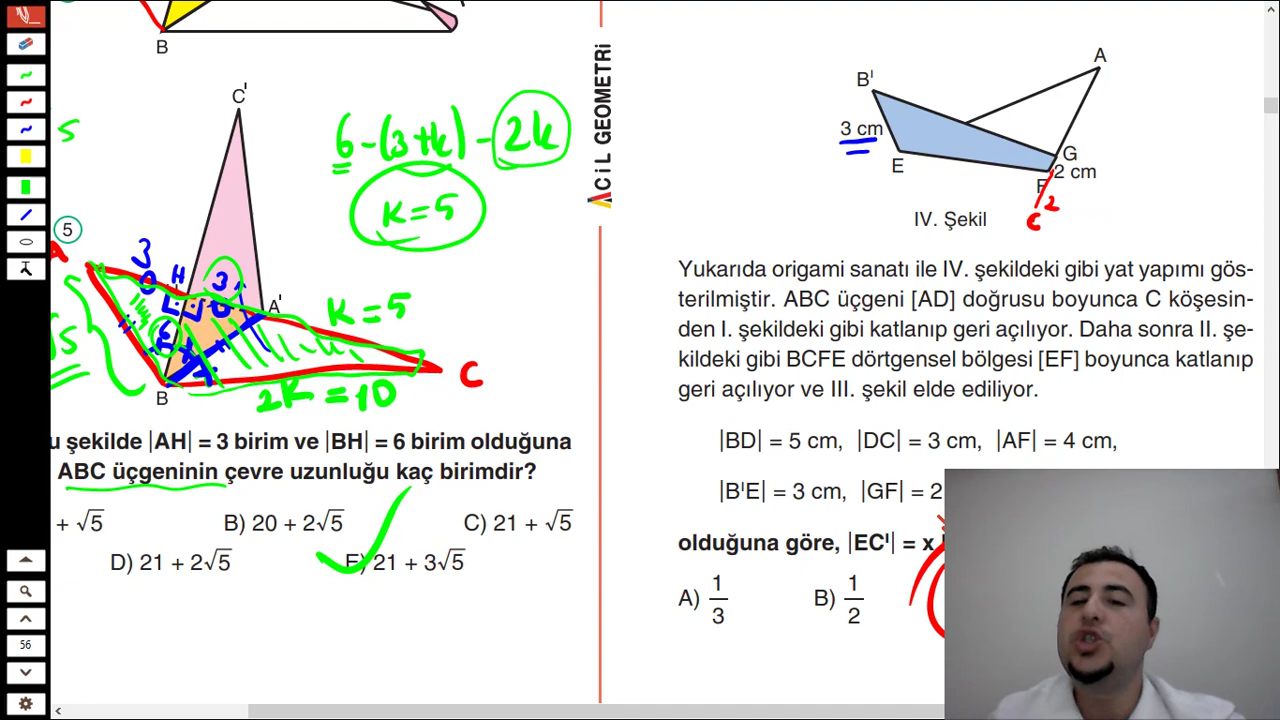 B
C'
6-(3+k)-2k
k=5
5
A
3
H
3
A'
K=5
6
B
2k=10
C
u şekilde |AH| = 3 birim ve |BH| = 6 birim olduğuna
ABC üçgeninin çevre uzunluğu kaç birimdir?
+ √5
B) 20 + 2√5
C) 21 + √5
D) 21 + 2√5
E) 21 + 3√5
ACİL GEOMETRİ
A
B'
3 cm
E
G
F
2 cm
2
C
IV. Şekil
Yukarıda origami sanatı ile IV. şekildeki gibi yat yapımı gös-
terilmiştir. ABC üçgeni [AD] doğrusu boyunca C köşesin-
den I. şekildeki gibi katlanıp geri açılıyor. Daha sonra II. şe-
kildeki gibi BCFE dörtgensel bölgesi [EF] boyunca katlanıp
geri açılıyor ve III. şekil elde ediliyor.
|BD| = 5 cm, |DC| = 3 cm, |AF| = 4 cm,
|B'E| = 3 cm, |GF| = 2
olduğuna göre, |EC'| = x
A) 1/3
B) 1/2
56